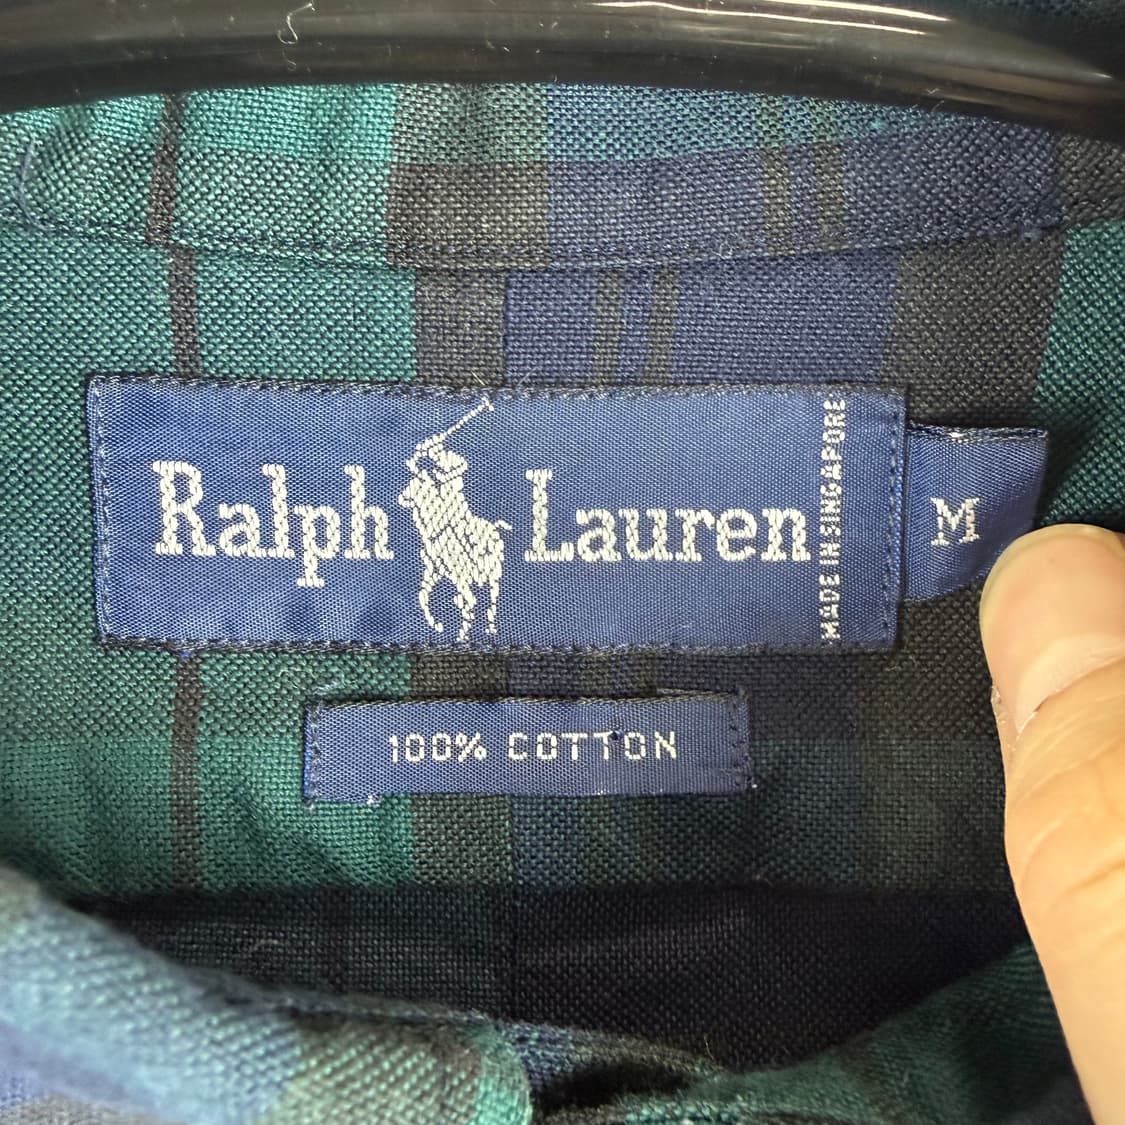 Ralph Lauren
MADE IN SINGAPORE
M
100% COTTON